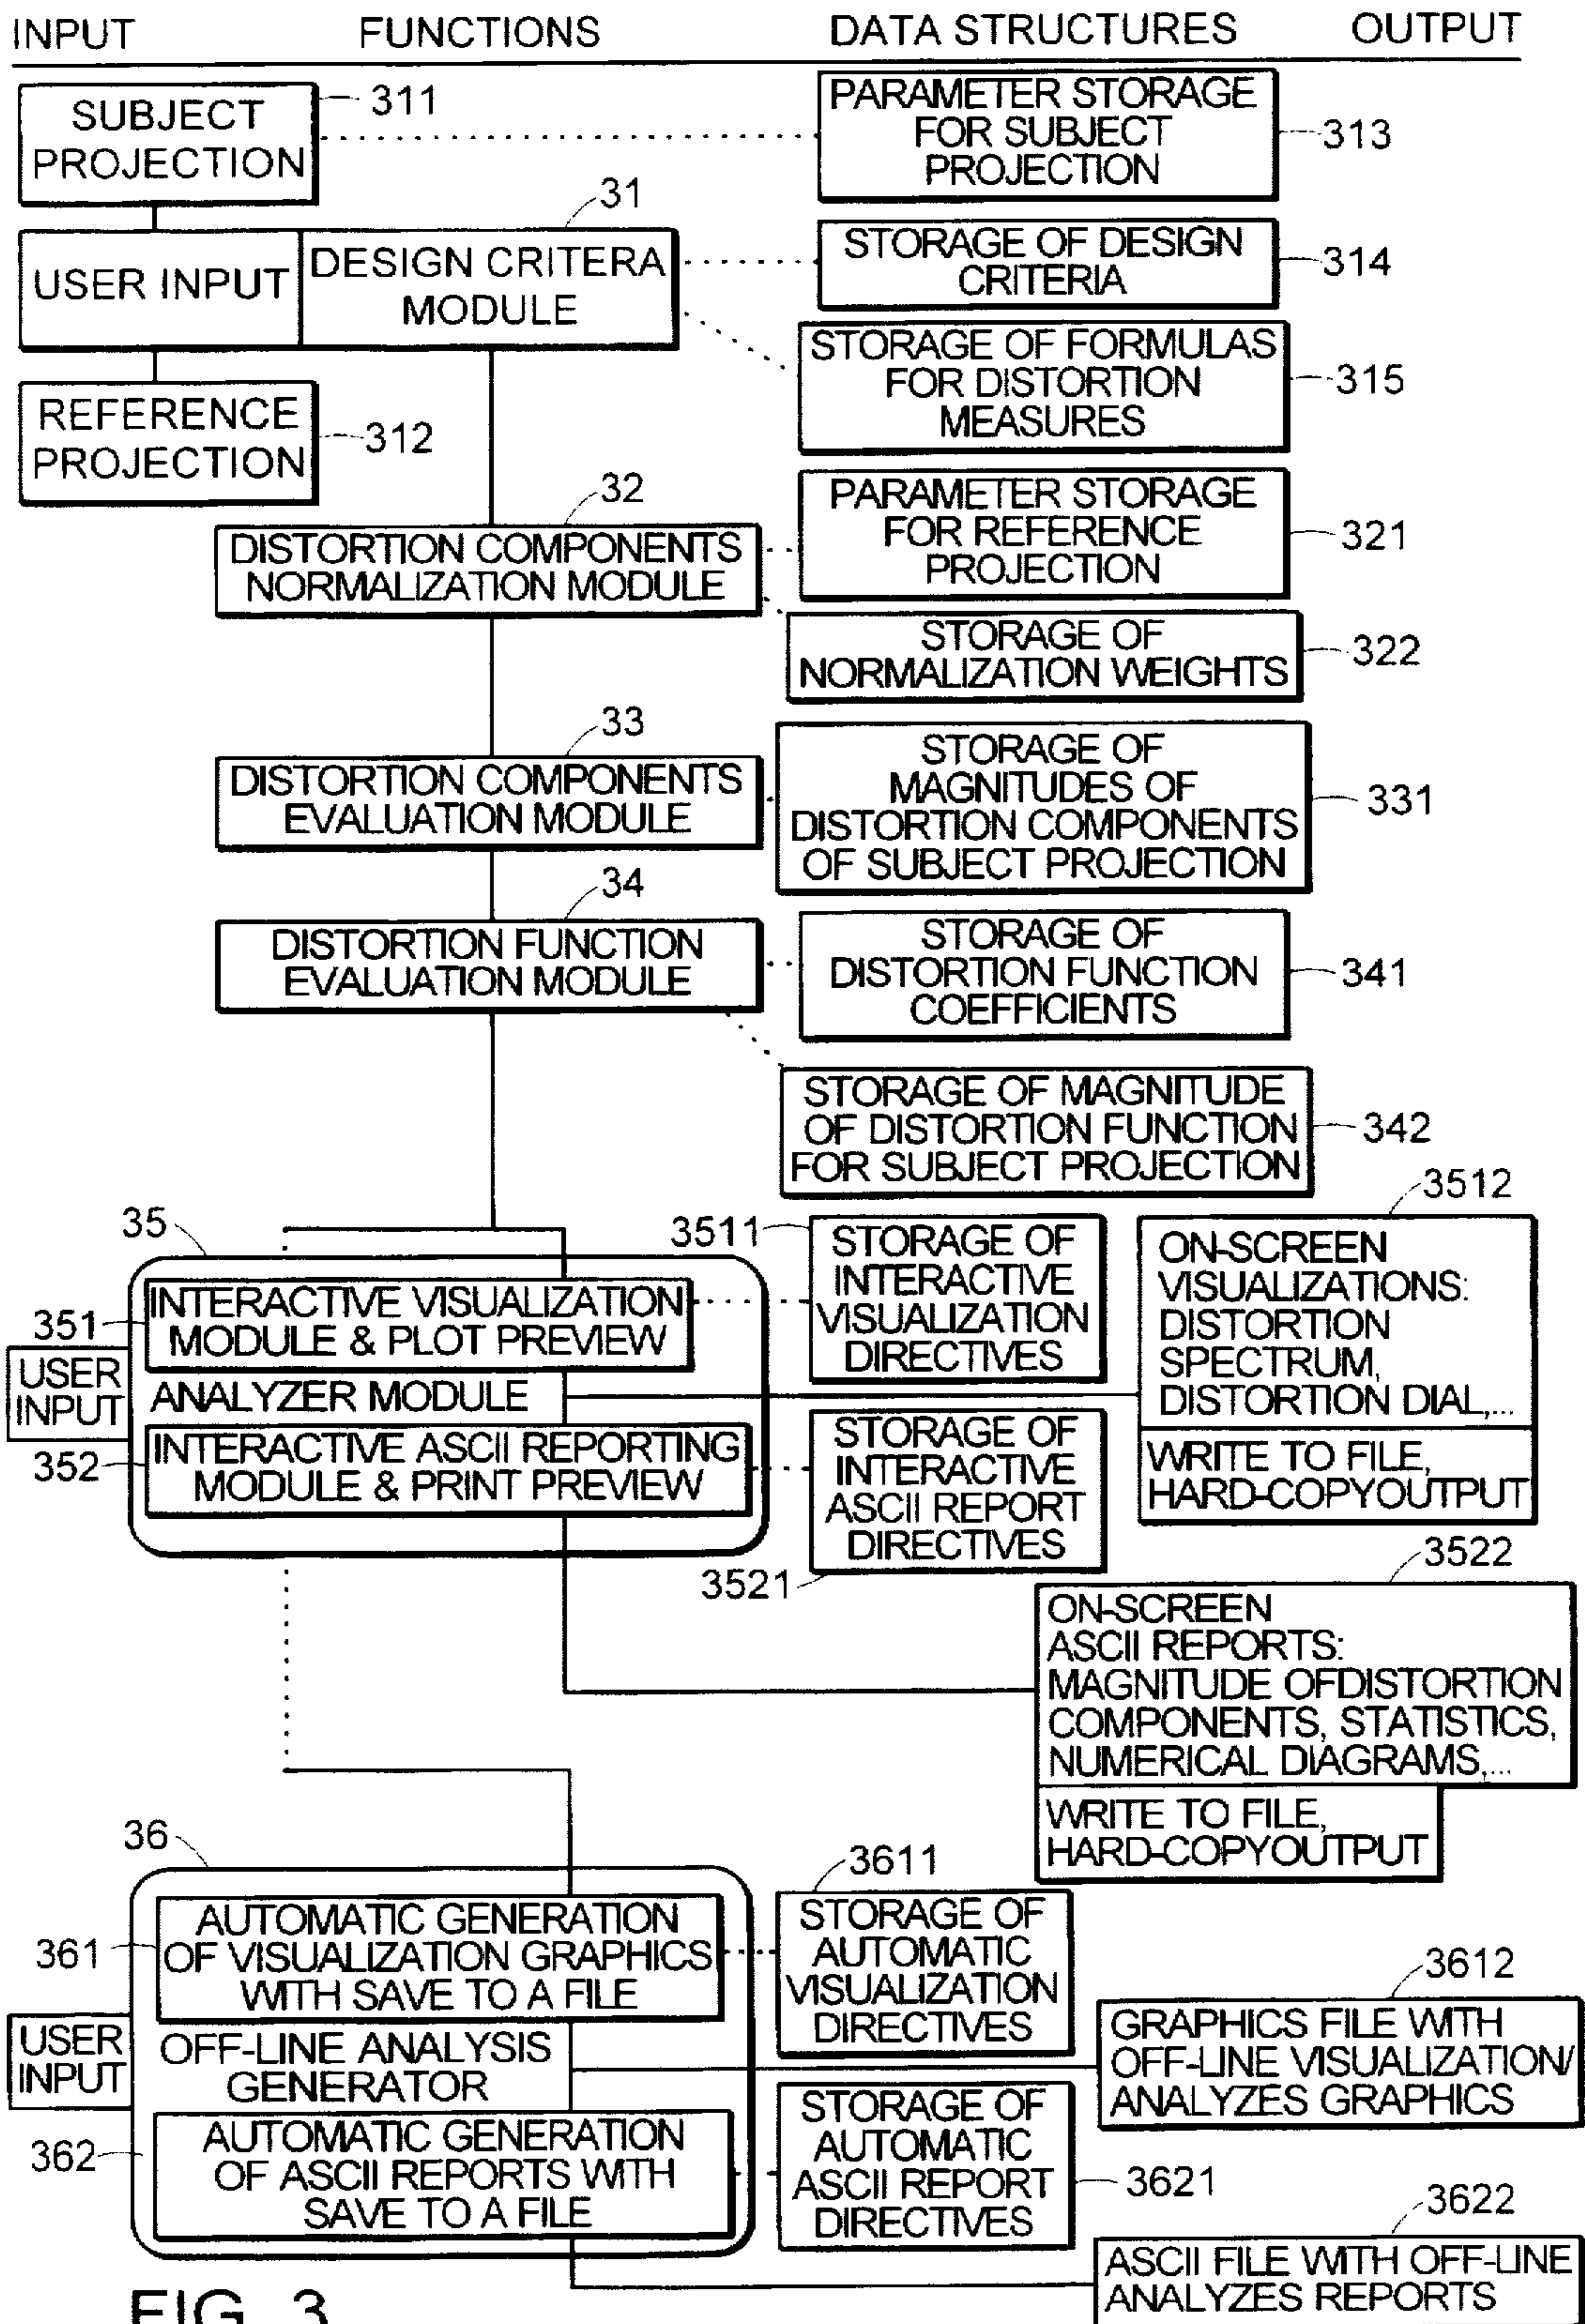 INPUT
FUNCTIONS
DATA STRUCTURES
OUTPUT
SUBJECT
PROJECTION
311
PARAMETER STORAGE
FOR SUBJECT
PROJECTION
313
31
USER INPUT
DESIGN CRITERA
MODULE
STORAGE OF DESIGN
CRITERIA
314
STORAGE OF FORMULAS
FOR DISTORTION
MEASURES
315
REFERENCE
PROJECTION
312
32
DISTORTION COMPONENTS
NORMALIZATION MODULE
PARAMETER STORAGE
FOR REFERENCE
PROJECTION
321
STORAGE OF
NORMALIZATION WEIGHTS
322
33
DISTORTION COMPONENTS
EVALUATION MODULE
STORAGE OF
MAGNITUDES OF
DISTORTION COMPONENTS
OF SUBJECT PROJECTION
331
34
DISTORTION FUNCTION
EVALUATION MODULE
STORAGE OF
DISTORTION FUNCTION
COEFFICIENTS
341
STORAGE OF MAGNITUDE
OF DISTORTION FUNCTION
FOR SUBJECT PROJECTION
342
35
351
INTERACTIVE VISUALIZATION
MODULE & PLOT PREVIEW
USER
INPUT
ANALYZER MODULE
352
INTERACTIVE ASCII REPORTING
MODULE & PRINT PREVIEW
3511
STORAGE OF
INTERACTIVE
VISUALIZATION
DIRECTIVES
3512
ON-SCREEN
VISUALIZATIONS:
DISTORTION
SPECTRUM,
DISTORTION DIAL,...
WRITE TO FILE,
HARD-COPYOUTPUT
STORAGE OF
INTERACTIVE
ASCII REPORT
DIRECTIVES
3521
3522
ON-SCREEN
ASCII REPORTS:
MAGNITUDE OFDISTORTION
COMPONENTS, STATISTICS,
NUMERICAL DIAGRAMS,...
WRITE TO FILE,
HARD-COPYOUTPUT
36
361
AUTOMATIC GENERATION
OF VISUALIZATION GRAPHICS
WITH SAVE TO A FILE
USER
INPUT
OFF-LINE ANALYSIS
GENERATOR
362
AUTOMATIC GENERATION
OF ASCII REPORTS WITH
SAVE TO A FILE
3611
STORAGE OF
AUTOMATIC
VISUALIZATION
DIRECTIVES
3612
GRAPHICS FILE WITH
OFF-LINE VISUALIZATION/
ANALYZES GRAPHICS
STORAGE OF
AUTOMATIC
ASCII REPORT
DIRECTIVES
3621
3622
ASCII FILE WITH OFF-LINE
ANALYZES REPORTS
FIG. 3